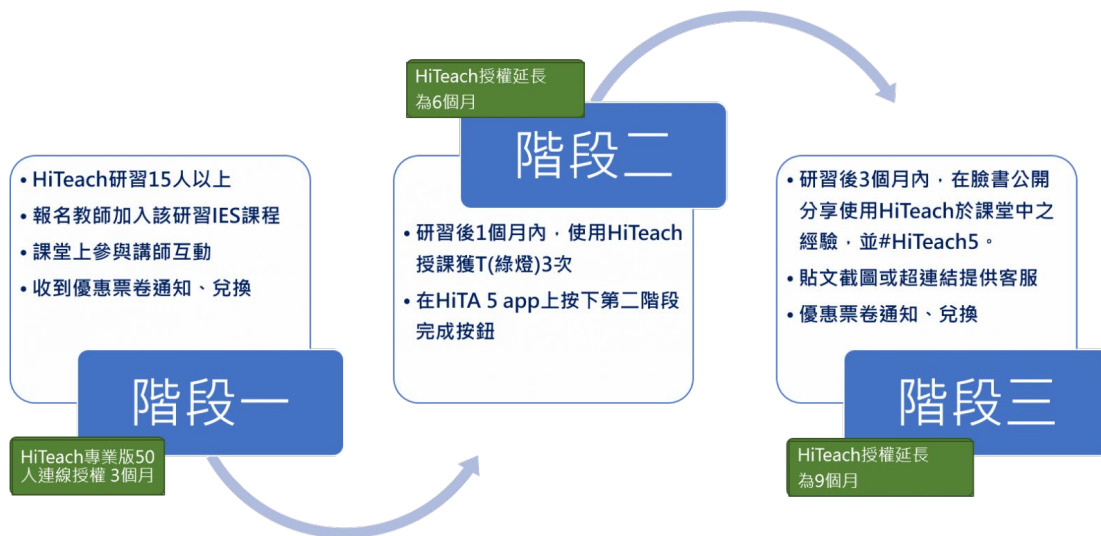 • HiTeach研習15人以上
• 報名教師加入該研習IES課程
• 課堂上參與講師互動
• 收到優惠票卷通知、兌換
階段一
HiTeach專業版50
人連線授權 3個月
HiTeach授權延長
為6個月
階段二
• 研習後1個月內，使用HiTeach
授課獲T(綠燈)3次
• 在HiTA 5 app上按下第二階段
完成按鈕
• 研習後3個月內，在臉書公開
分享使用HiTeach於課堂中之
經驗，並#HiTeach5。
• 貼文截圖或超連結提供客服
• 優惠票卷通知、兌換
階段三
HiTeach授權延長
為9個月